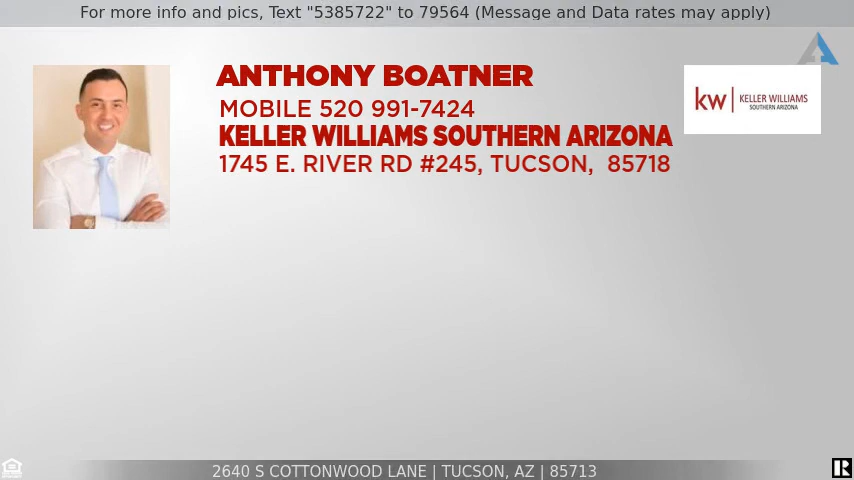 For more info and pics, Text "5385722" to 79564 (Message and Data rates may apply)
ANTHONY BOATNER
MOBILE 520 991-7424
KELLER WILLIAMS SOUTHERN ARIZONA
1745 E. RIVER RD #245, TUCSON,  85718
kw | KELLER WILLIAMS
SOUTHERN ARIZONA
2640 S COTTONWOOD LANE | TUCSON, AZ | 85713